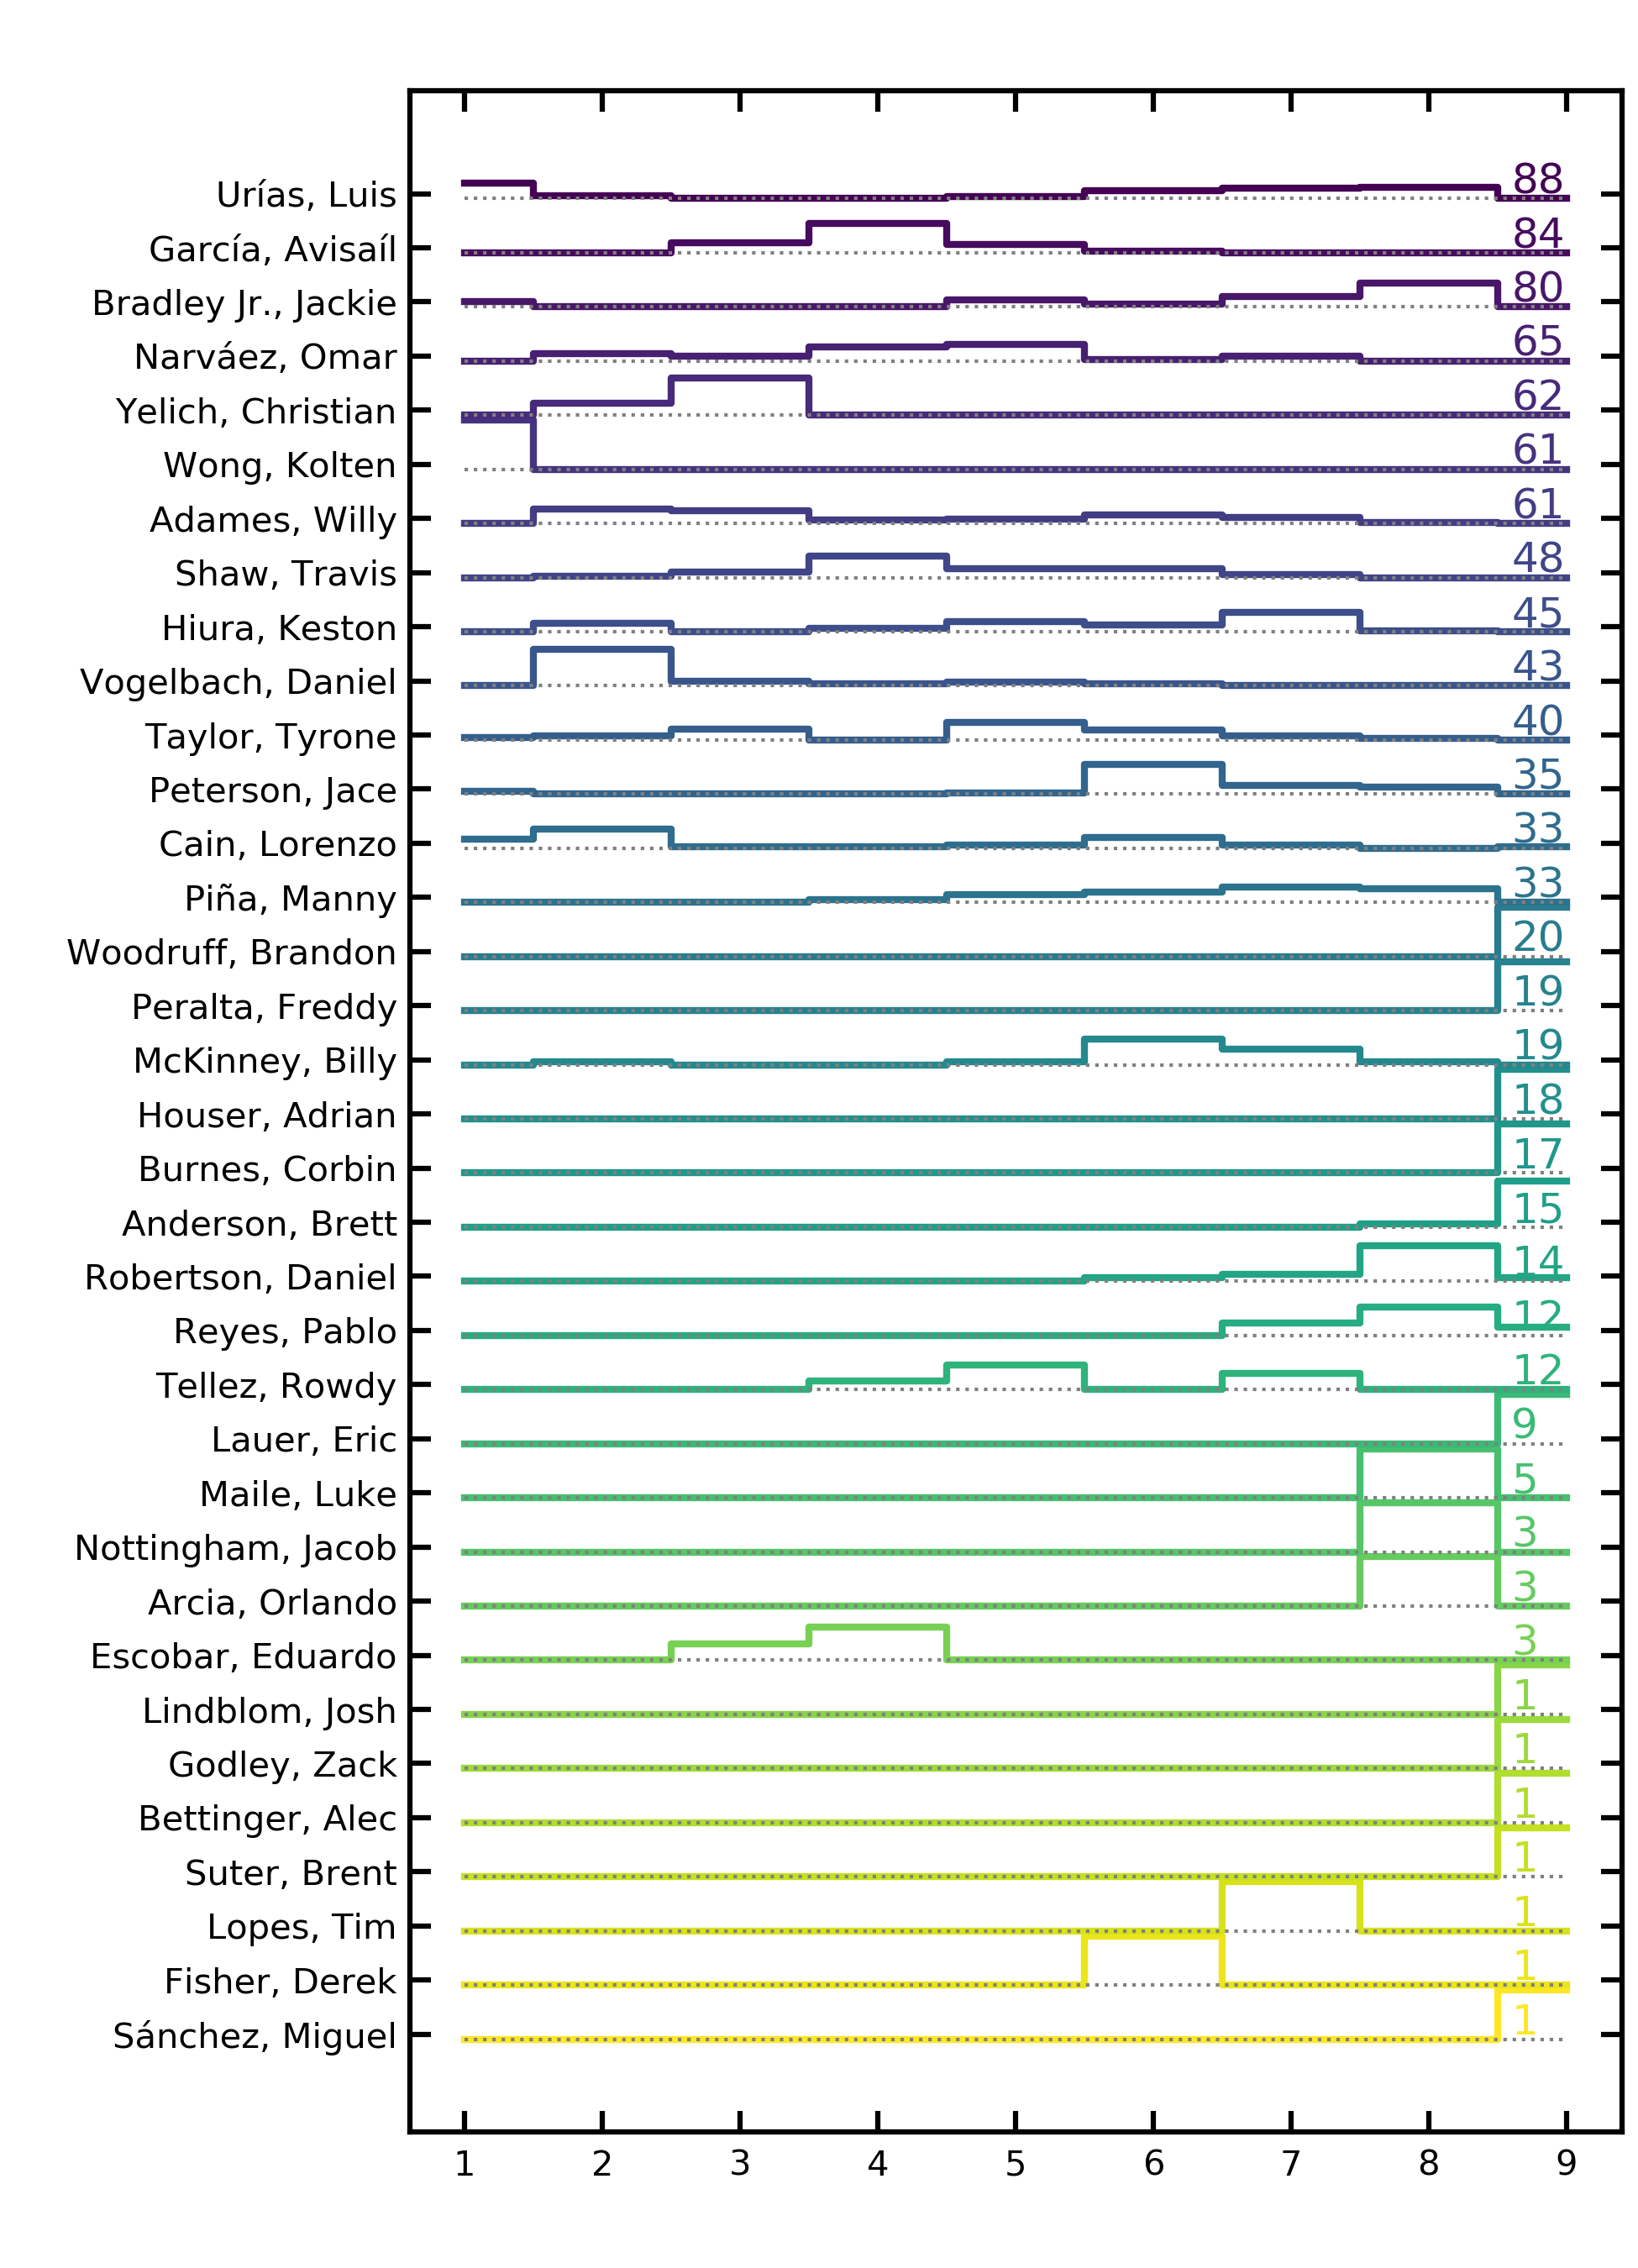 Urías, Luis 88
García, Avisaíl 84
Bradley Jr., Jackie 80
Narváez, Omar 65
Yelich, Christian 62
Wong, Kolten 61
Adames, Willy 61
Shaw, Travis 48
Hiura, Keston 45
Vogelbach, Daniel 43
Taylor, Tyrone 40
Peterson, Jace 35
Cain, Lorenzo 33
Piña, Manny 33
Woodruff, Brandon 20
Peralta, Freddy 19
McKinney, Billy 19
Houser, Adrian 18
Burnes, Corbin 17
Anderson, Brett 15
Robertson, Daniel 14
Reyes, Pablo 12
Tellez, Rowdy 12
Lauer, Eric 9
Maile, Luke 5
Nottingham, Jacob 3
Arcia, Orlando 3
Escobar, Eduardo 3
Lindblom, Josh 1
Godley, Zack 1
Bettinger, Alec 1
Suter, Brent 1
Lopes, Tim 1
Fisher, Derek 1
Sánchez, Miguel 1
1 2 3 4 5 6 7 8 9